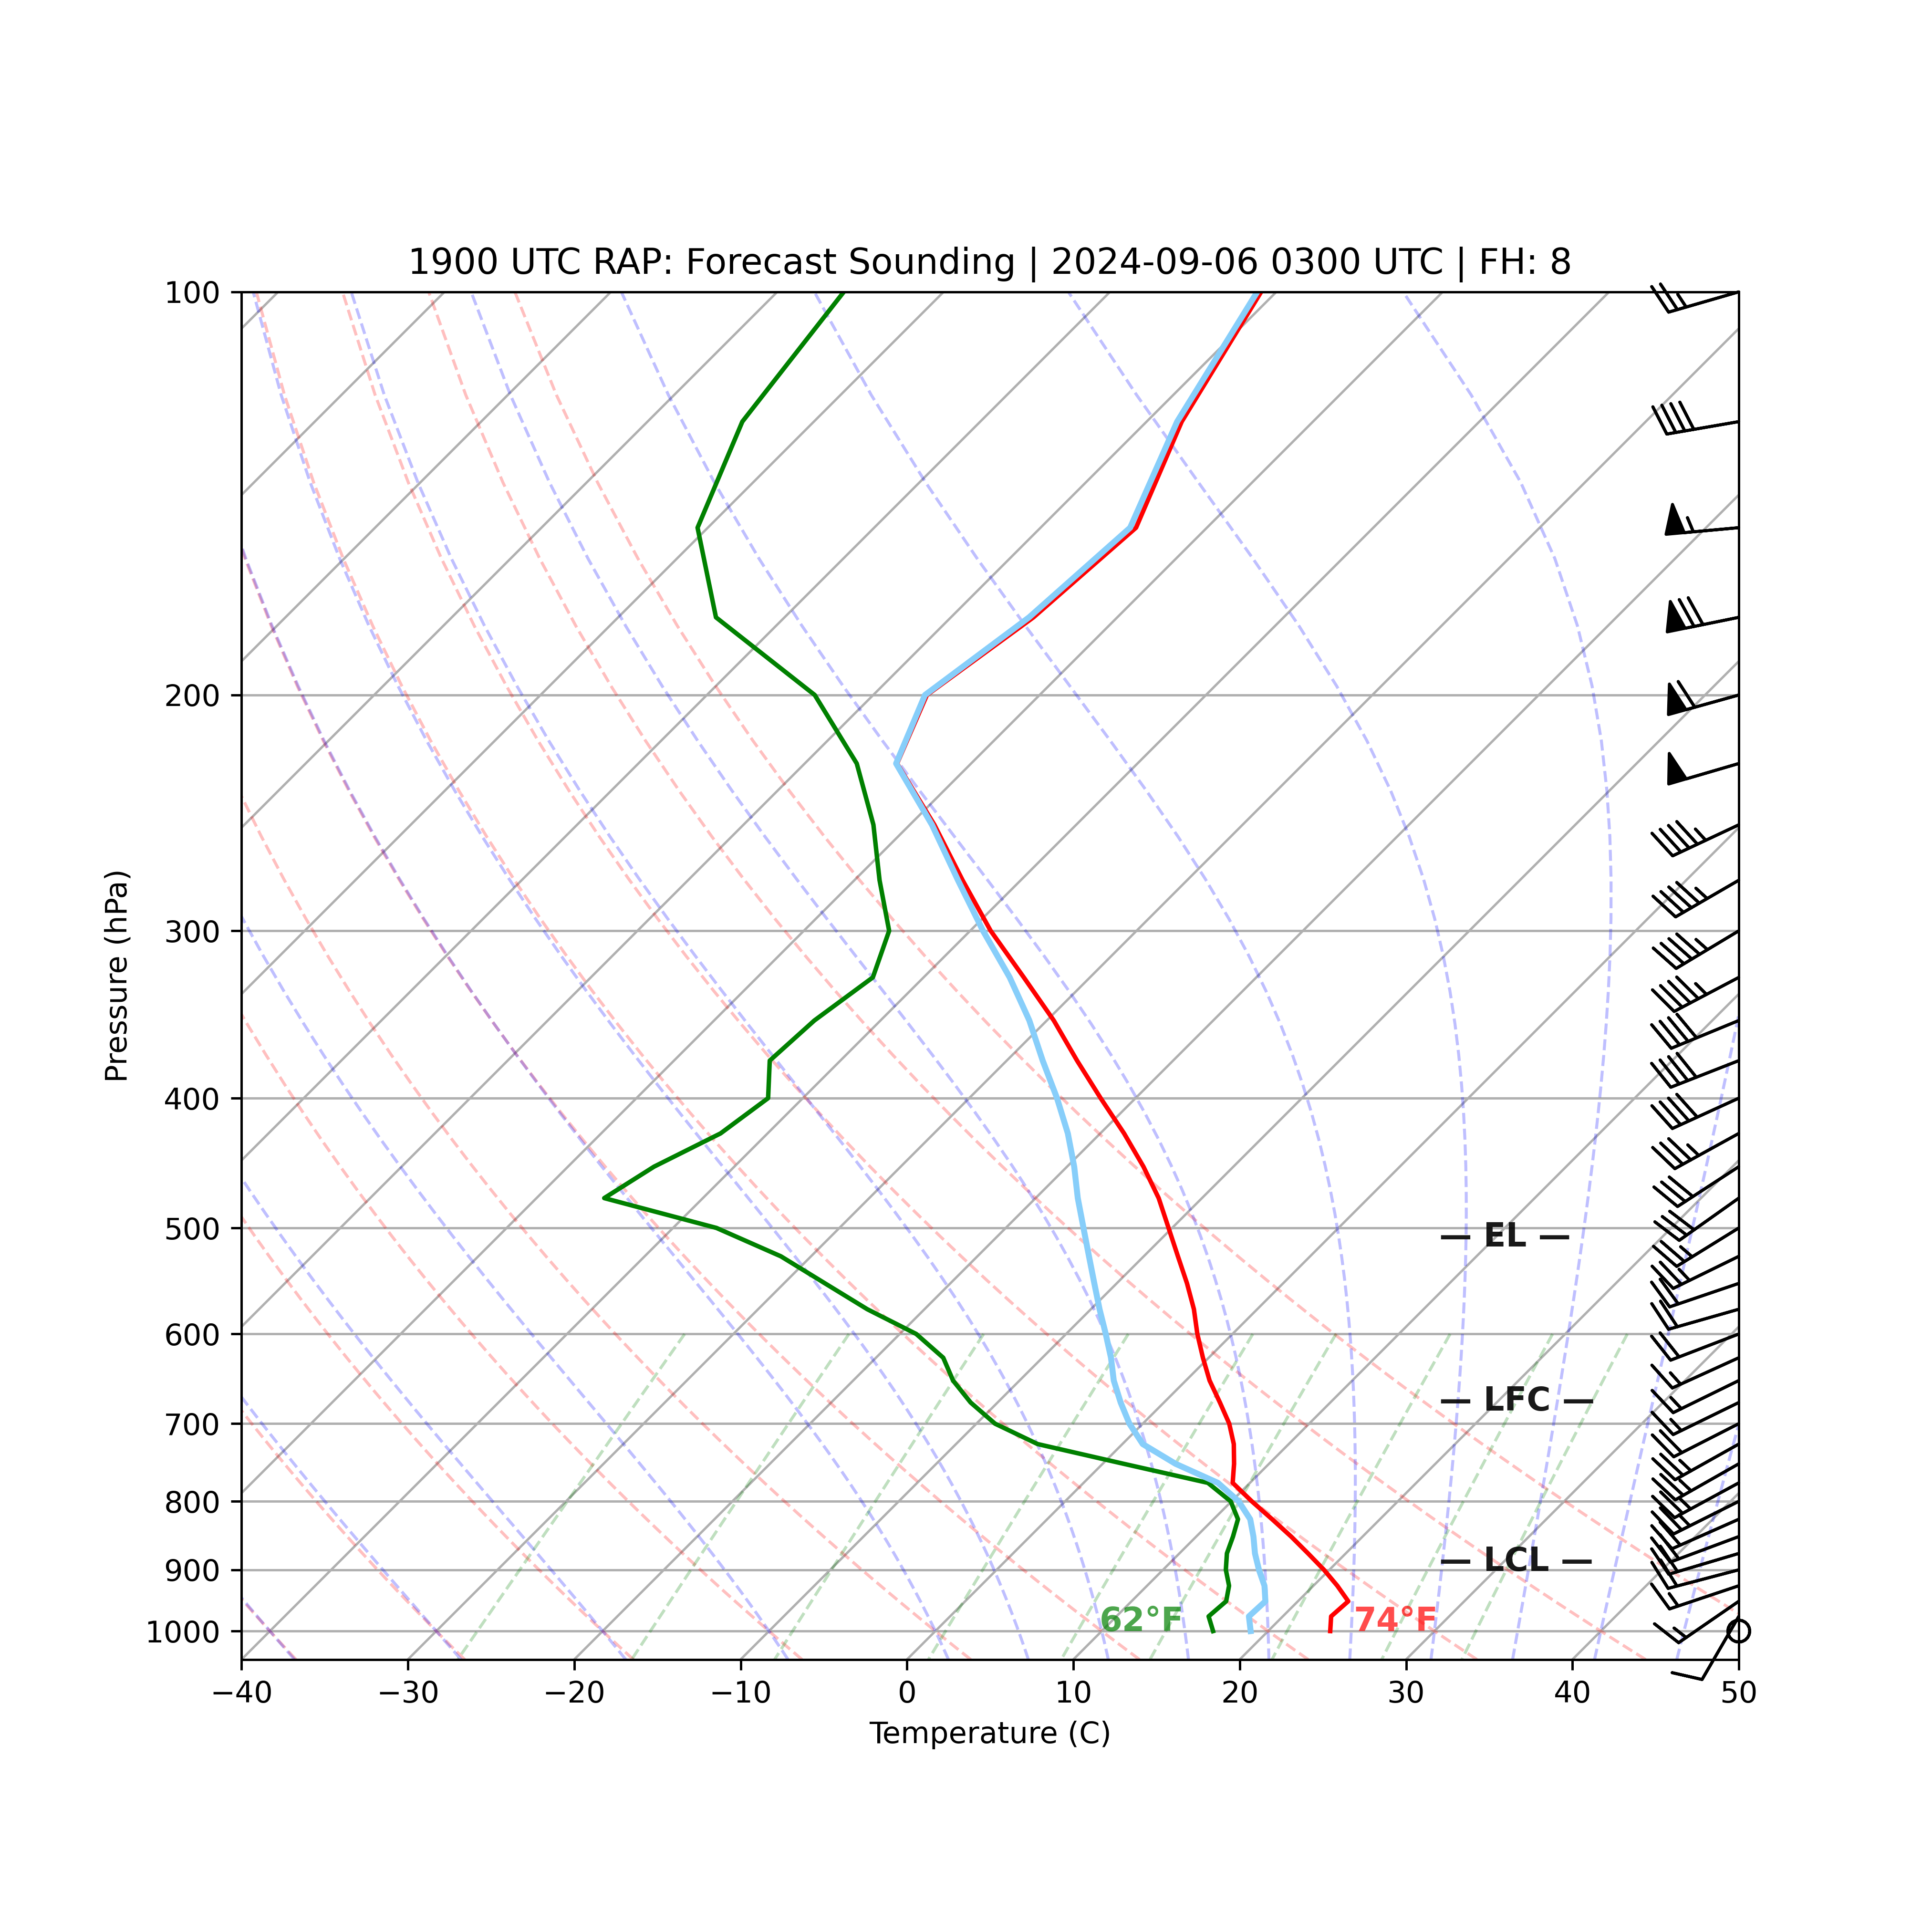 1900 UTC RAP: Forecast Sounding | 2024-09-06 0300 UTC | FH: 8
100
200
300
400
500
600
700
800
900
1000
Pressure (hPa)
— EL —
— LFC —
— LCL —
62°F
74°F
−40
−30
−20
−10
0
10
20
30
40
50
Temperature (C)